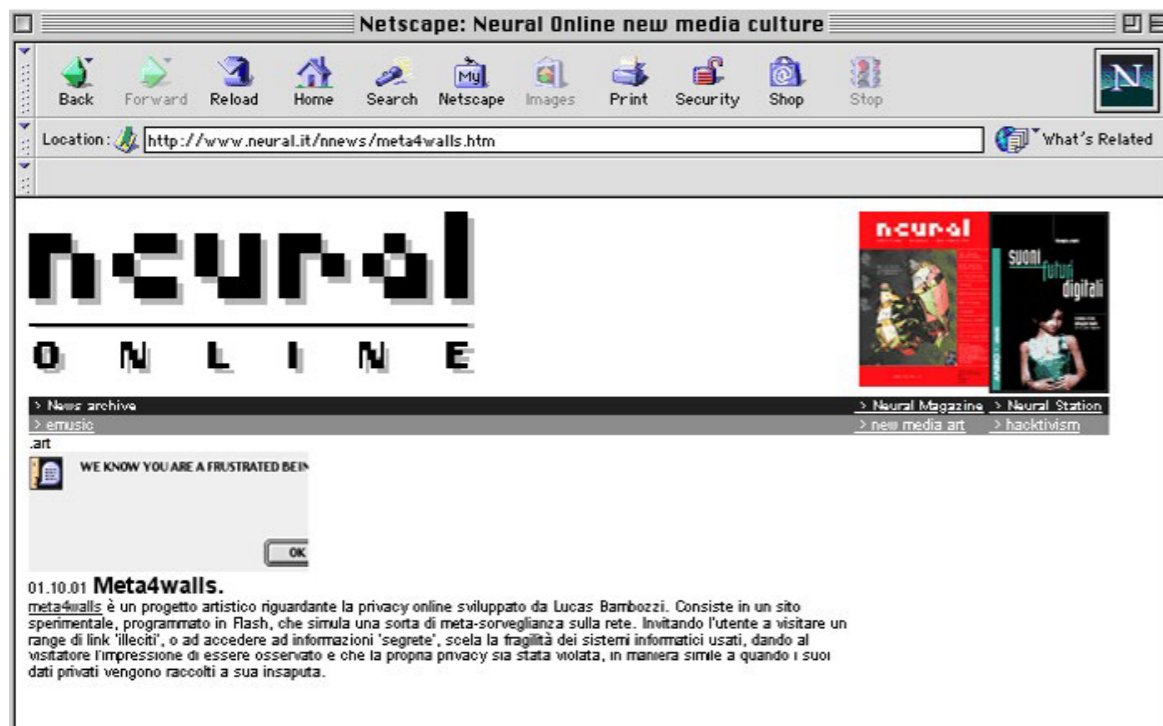 Netscape: Neural Online new media culture
Back Forward Reload Home Search Netscape Images Print Security Shop Stop
My
N
Location: http://www.neural.it/nnews/meta4walls.htm What's Related
neural
ONLINE
neural
suoni
futuri
digitali
> News archive > Neural Magazine > Neural Station
> emusic > new media art > hacktivism
.art
WE KNOW YOU ARE A FRUSTRATED BEIN
OK
01.10.01 Meta4walls.
meta4walls è un progetto artistico riguardante la privacy online sviluppato da Lucas Bambozzi. Consiste in un sito
sperimentale, programmato in Flash, che simula una sorta di meta-sorveglianza sulla rete. Invitando l'utente a visitare un
range di link 'illeciti', o ad accedere ad informazioni 'segrete', scela la fragilità dei sistemi informatici usati, dando al
visitatore l'impressione di essere osservato e che la propria privacy sia stata violata, in maniera simile a quando i suoi
dati privati vengono raccolti a sua insaputa.